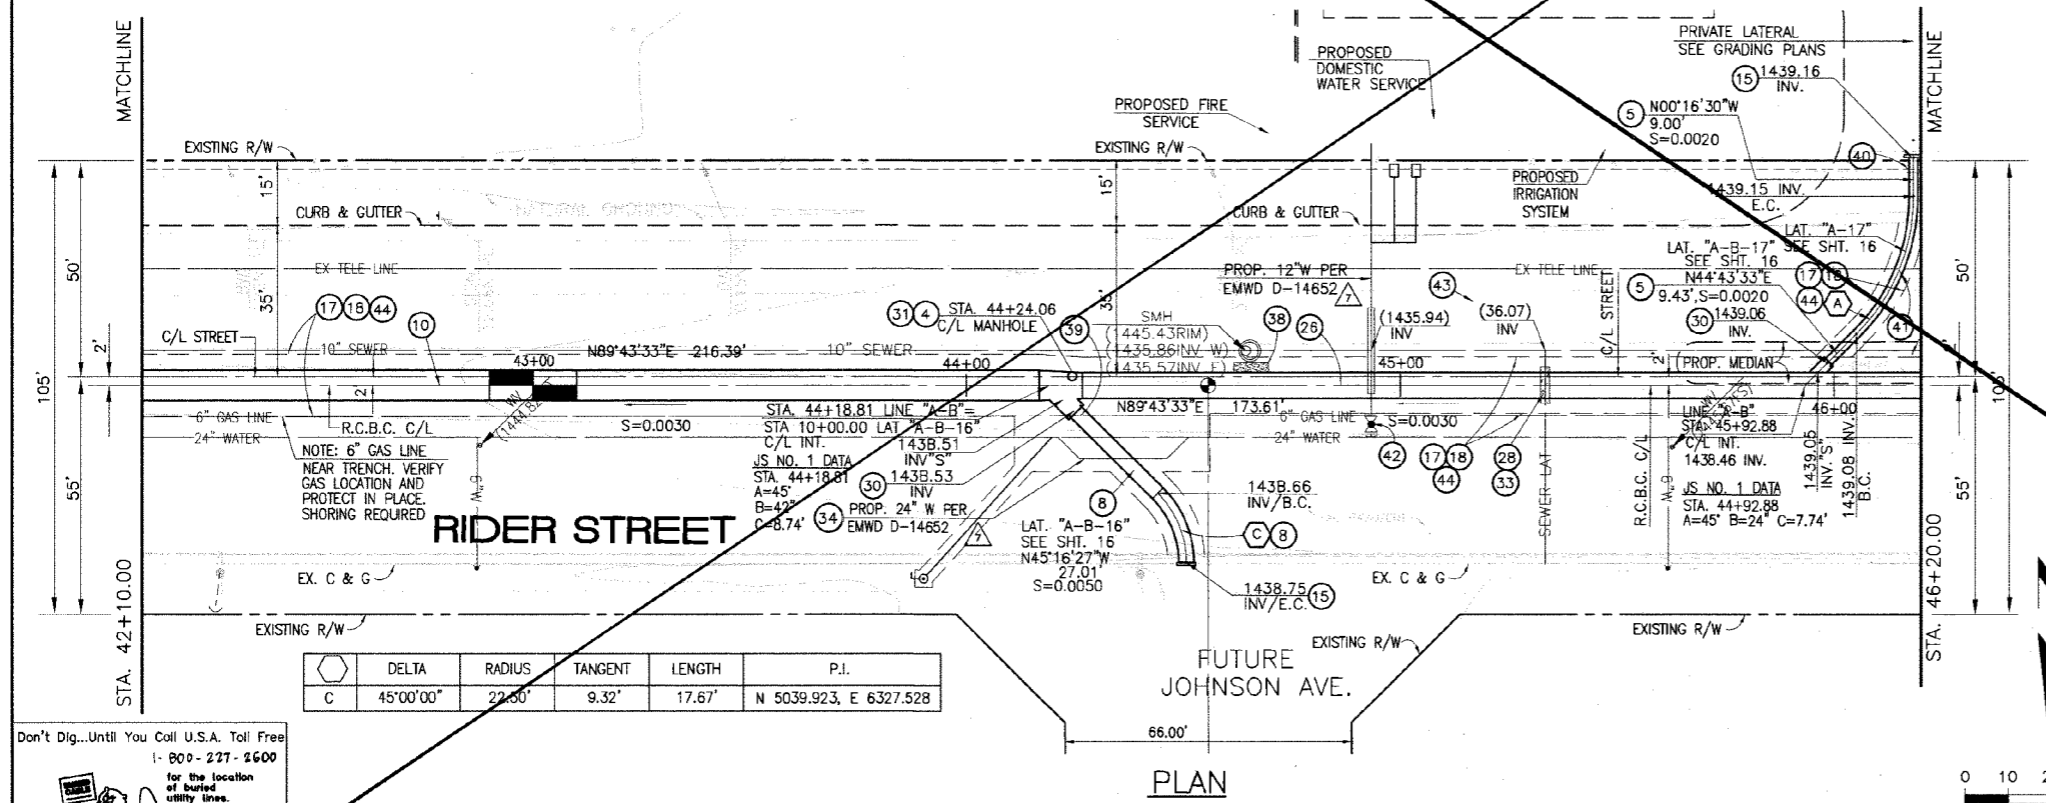 MATCHLINE
STA. 42+10.00
105'
50'
2'
55'
EXISTING R/W
15'
CURB & GUTTER
NATURAL GROUND
EX TELE LINE
35'
17 18 44
10
C/L STREET
10" SEWER
43+00
N89°43'33"E 216.39'
10" SEWER
44+00
2'
6" GAS LINE
24" WATER
R.C.B.C. C/L
S=0.0030
NOTE: 6" GAS LINE
NEAR TRENCH. VERIFY
GAS LOCATION AND
PROTECT IN PLACE.
SHORING REQUIRED
6"W
RIDER STREET
EX. C & G
EXISTING R/W
31 4
STA. 44+24.06
C/L MANHOLE
39
STA. 44+18.81 LINE "A-B"=
STA 10+00.00 LAT "A-B-16"
C/L INT.
1438.51
INV"S"
JS NO. 1 DATA
STA. 44+18.81
A=45°
B=42"
C=8.74'
30
1438.53
INV
34
PROP. 24" W PER
EMWD D-14652
7
PROPOSED FIRE
SERVICE
EXISTING R/W
15'
35'
CURB & GUTTER
PROP. 12"W PER
EMWD D-14652
7
SMH
(1445.43RIM)
(1435.86INV W)
(1435.57INV E)
38
26
(1435.94)
INV
43
(36.07)
INV
45+00
N89°43'33"E 173.61'
6" GAS LINE
S=0.0030
24" WATER
42
17 18
44
28
33
SEWER LAT
8
LAT. "A-B-16"
SEE SHT. 16
N45°16'27"W
27.01'
S=0.0050
1438.66
INV/B.C.
C 8
1438.75
INV/E.C.
15
EX. C & G
EXISTING R/W
EXISTING R/W
FUTURE
JOHNSON AVE.
66.00'
PLAN
PROPOSED
DOMESTIC
WATER SERVICE
PROPOSED
IRRIGATION
SYSTEM
PRIVATE LATERAL
SEE GRADING PLANS
15
1439.16
INV.
5
N00°16'30"W
9.00'
S=0.0020
40
1439.15 INV.
E.C.
LAT. "A-17"
SEE SHT. 16
LAT. "A-B-17"
SEE SHT. 16
EX TELE LINE
C/L STREET
5
N44°43'33"E
9.43',S=0.0020
17 18
44 A
30
1439.06
INV.
41
2'
PROP. MEDIAN
46+00
LINE "A-B"
STA. 45+92.88
C/L INT.
1438.46 INV.
JS NO. 1 DATA
STA. 44+92.88
A=45° B=24" C=7.74'
R.C.B.C. C/L
6"W
1439.05
INV."S"
1439.08 INV.
B.C.
MATCHLINE
STA. 46+20.00
50'
55'
DELTA RADIUS TANGENT LENGTH P.I.
C 45°00'00" 22.50' 9.32' 17.67' N 5039.923, E 6327.528
Don't Dig...Until You Call U.S.A. Toll Free
1-800-227-2600
for the location
of buried
utility lines.
0 10